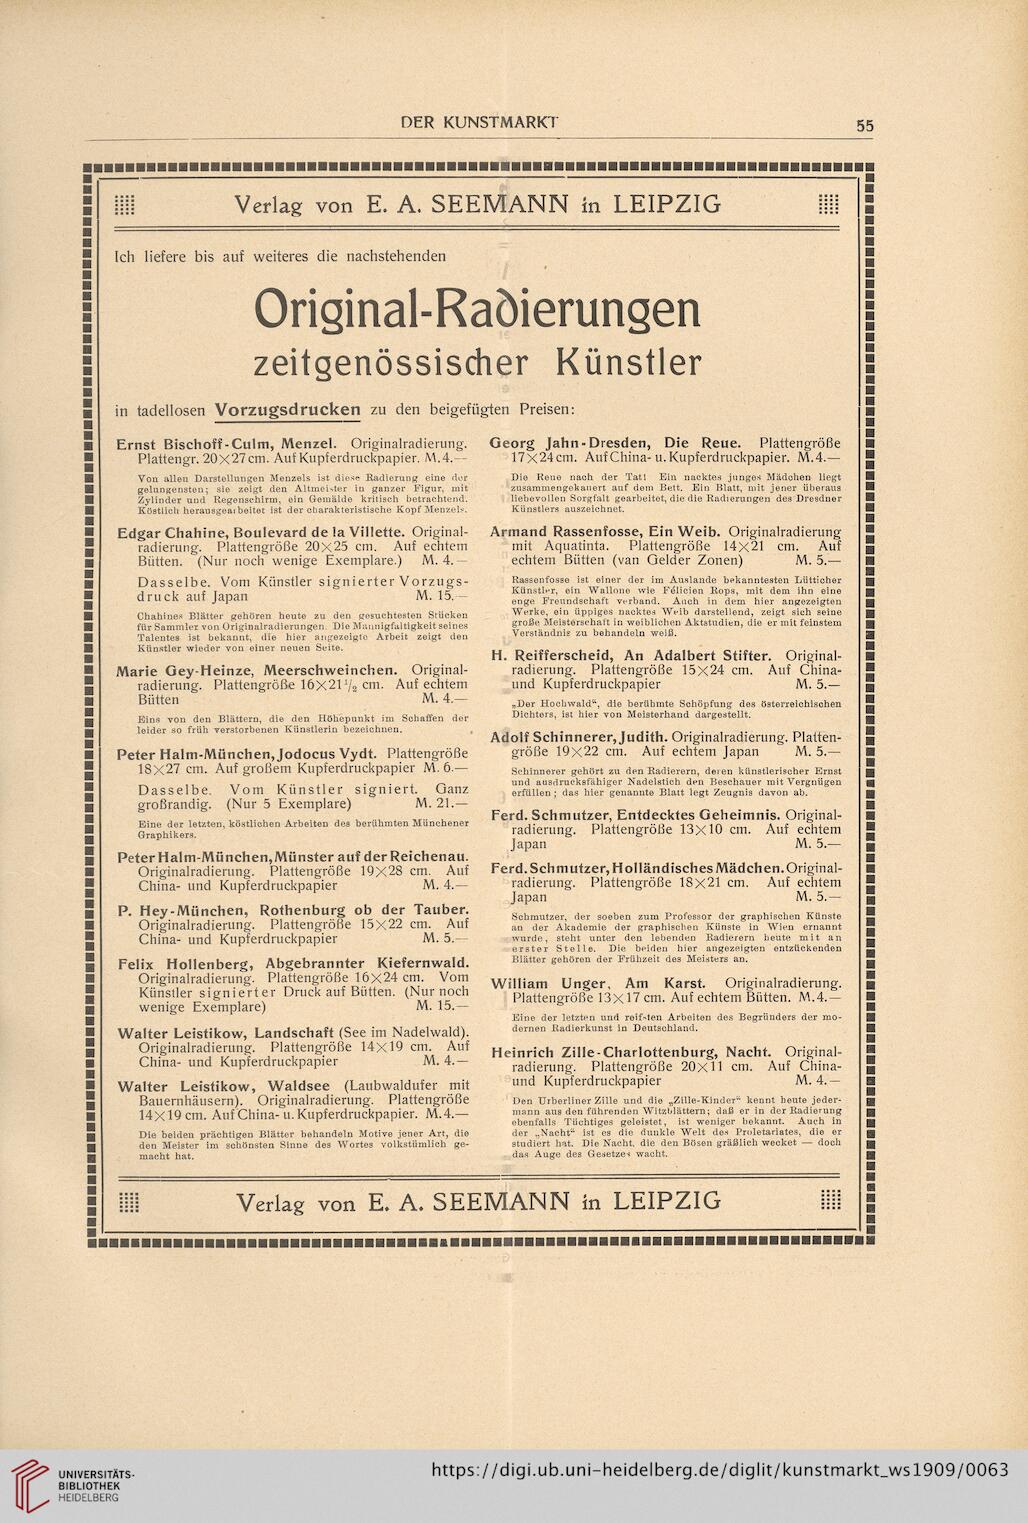 DER KUNSTMARKT
55
Verlag von E. A. SEEMANN in LEIPZIG
Ich liefere bis auf weiteres die nachstehenden
Original-Radierungen
zeitgenössischer Künstler
in tadellosen Vorzugsdrucken zu den beigefügten Preisen:
Ernst Bischoff-Culm, Menzel. Originalradierung.
Plattengr. 20×27cm. Auf Kupferdruckpapier. M.4.—
Von allen Darstellungen Menzels ist diese Radierung eine der
gelungensten; sie zeigt den Altmeister in ganzer Figur, mit
Zylinder und Regenschirm, ein Gemälde kritisch betrachtend.
Köstlich herausgearbeitet ist der charakteristische Kopf Menzels.
Edgar Chahine, Boulevard de la Villette. Original-
radierung. Plattengröße 20×25 cm. Auf echtem
Bütten. (Nur noch wenige Exemplare.) M. 4.—
Dasselbe. Vom Künstler signierter Vorzugs-
druck auf Japan M. 15.—
Chahines Blätter gehören heute zu den gesuchtesten Stücken
für Sammler von Originalradierungen. Die Mannigfaltigkeit seines
Talentes ist bekannt, die hier angezeigte Arbeit zeigt den
Künstler wieder von einer neuen Seite.
Marie Gey-Heinze, Meerschweinchen. Original-
radierung. Plattengröße 16×21½ cm. Auf echtem
Bütten M. 4.—
Eins von den Blättern, die den Höhepunkt im Schaffen der
leider so früh verstorbenen Künstlerin bezeichnen.
Peter Halm-München, Jodocus Vydt. Plattengröße
18×27 cm. Auf großem Kupferdruckpapier M. 6.—
Dasselbe. Vom Künstler signiert. Ganz
großrandig. (Nur 5 Exemplare) M. 21.—
Eine der letzten, köstlichen Arbeiten des berühmten Münchener
Graphikers.
Peter Halm-München, Münster auf der Reichenau.
Originalradierung. Plattengröße 19×28 cm. Auf
China- und Kupferdruckpapier M. 4.—
P. Hey-München, Rothenburg ob der Tauber.
Originalradierung. Plattengröße 15×22 cm. Auf
China- und Kupferdruckpapier M. 5.—
Felix Hollenberg, Abgebrannter Kiefernwald.
Originalradierung. Plattengröße 16×24 cm. Vom
Künstler signierter Druck auf Bütten. (Nur noch
wenige Exemplare) M. 15.—
Walter Leistikow, Landschaft (See im Nadelwald).
Originalradierung. Plattengröße 14×19 cm. Auf
China- und Kupferdruckpapier M. 4.—
Walter Leistikow, Waldsee (Laubwaldufer mit
Bauernhäusern). Originalradierung. Plattengröße
14×19 cm. Auf China- u. Kupferdruckpapier. M.4.—
Die beiden prächtigen Blätter behandeln Motive jener Art, die
den Meister im schönsten Sinne des Wortes volkstümlich ge-
macht hat.
Georg Jahn-Dresden, Die Reue. Plattengröße
17×24cm. Auf China- u. Kupferdruckpapier. M.4.—
Die Reue nach der Tat! Ein nacktes junges Mädchen liegt
zusammengekauert auf dem Bett. Ein Blatt, mit jener überaus
liebevollen Sorgfalt gearbeitet, die die Radierungen des Dresdner
Künstlers auszeichnet.
Armand Rassenfosse, Ein Weib. Originalradierung
mit Aquatinta. Plattengröße 14×21 cm. Auf
echtem Bütten (van Gelder Zonen) M. 5.—
Rassenfosse ist einer der im Auslande bekanntesten Lütticher
Künstler, ein Wallone wie Félicien Rops, mit dem ihn eine
enge Freundschaft verband. Auch in dem hier angezeigten
Werke, ein üppiges nacktes Weib darstellend, zeigt sich seine
große Meisterschaft in weiblichen Aktstudien, die er mit feinstem
Verständnis zu behandeln weiß.
H. Reifferscheid, An Adalbert Stifter. Original-
radierung. Plattengröße 15×24 cm. Auf China-
und Kupferdruckpapier M. 5.—
„Der Hochwald“, die berühmte Schöpfung des österreichischen
Dichters, ist hier von Meisterhand dargestellt.
Adolf Schinnerer, Judith. Originalradierung. Platten-
größe 19×22 cm. Auf echtem Japan M. 5.—
Schinnerer gehört zu den Radierern, deren künstlerischer Ernst
und ausdrucksfähiger Nadelstich den Beschauer mit Vergnügen
erfüllen; das hier genannte Blatt legt Zeugnis davon ab.
Ferd. Schmutzer, Entdecktes Geheimnis. Original-
radierung. Plattengröße 13×10 cm. Auf echtem
Japan M. 5.—
Ferd. Schmutzer, Holländisches Mädchen. Original-
radierung. Plattengröße 18×21 cm. Auf echtem
Japan M. 5.—
Schmutzer, der soeben zum Professor der graphischen Künste
an der Akademie der graphischen Künste in Wien ernannt
wurde, steht unter den lebenden Radierern heute mit an
erster Stelle. Die beiden hier angezeigten entzückenden
Blätter gehören der Frühzeit des Meisters an.
William Unger, Am Karst. Originalradierung.
Plattengröße 13×17 cm. Auf echtem Bütten. M.4.—
Eine der letzten und reifsten Arbeiten des Begründers der mo-
dernen Radierkunst in Deutschland.
Heinrich Zille-Charlottenburg, Nacht. Original-
radierung. Plattengröße 20×11 cm. Auf China-
und Kupferdruckpapier M. 4.—
Den Urberliner Zille und die „Zille-Kinder“ kennt heute jeder-
mann aus den führenden Witzblättern; daß er in der Radierung
ebenfalls Tüchtiges geleistet, ist weniger bekannt. Auch in
der „Nacht“ ist es die dunkle Welt des Proletariates, die er
studiert hat. Die Nacht, die den Bösen gräßlich wecket — doch
das Auge des Gesetzes wacht.
Verlag von E. A. SEEMANN in LEIPZIG
UNIVERSITÄTS-
BIBLIOTHEK
HEIDELBERG
https://digi.ub.uni-heidelberg.de/diglit/kunstmarkt_ws1909/0063